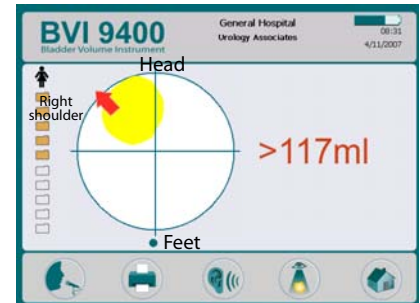 BVI 9400
Bladder Volume Instrument
General Hospital
Urology Associates
08:31
4/11/2007
Head
Right
shoulder
>117ml
Feet